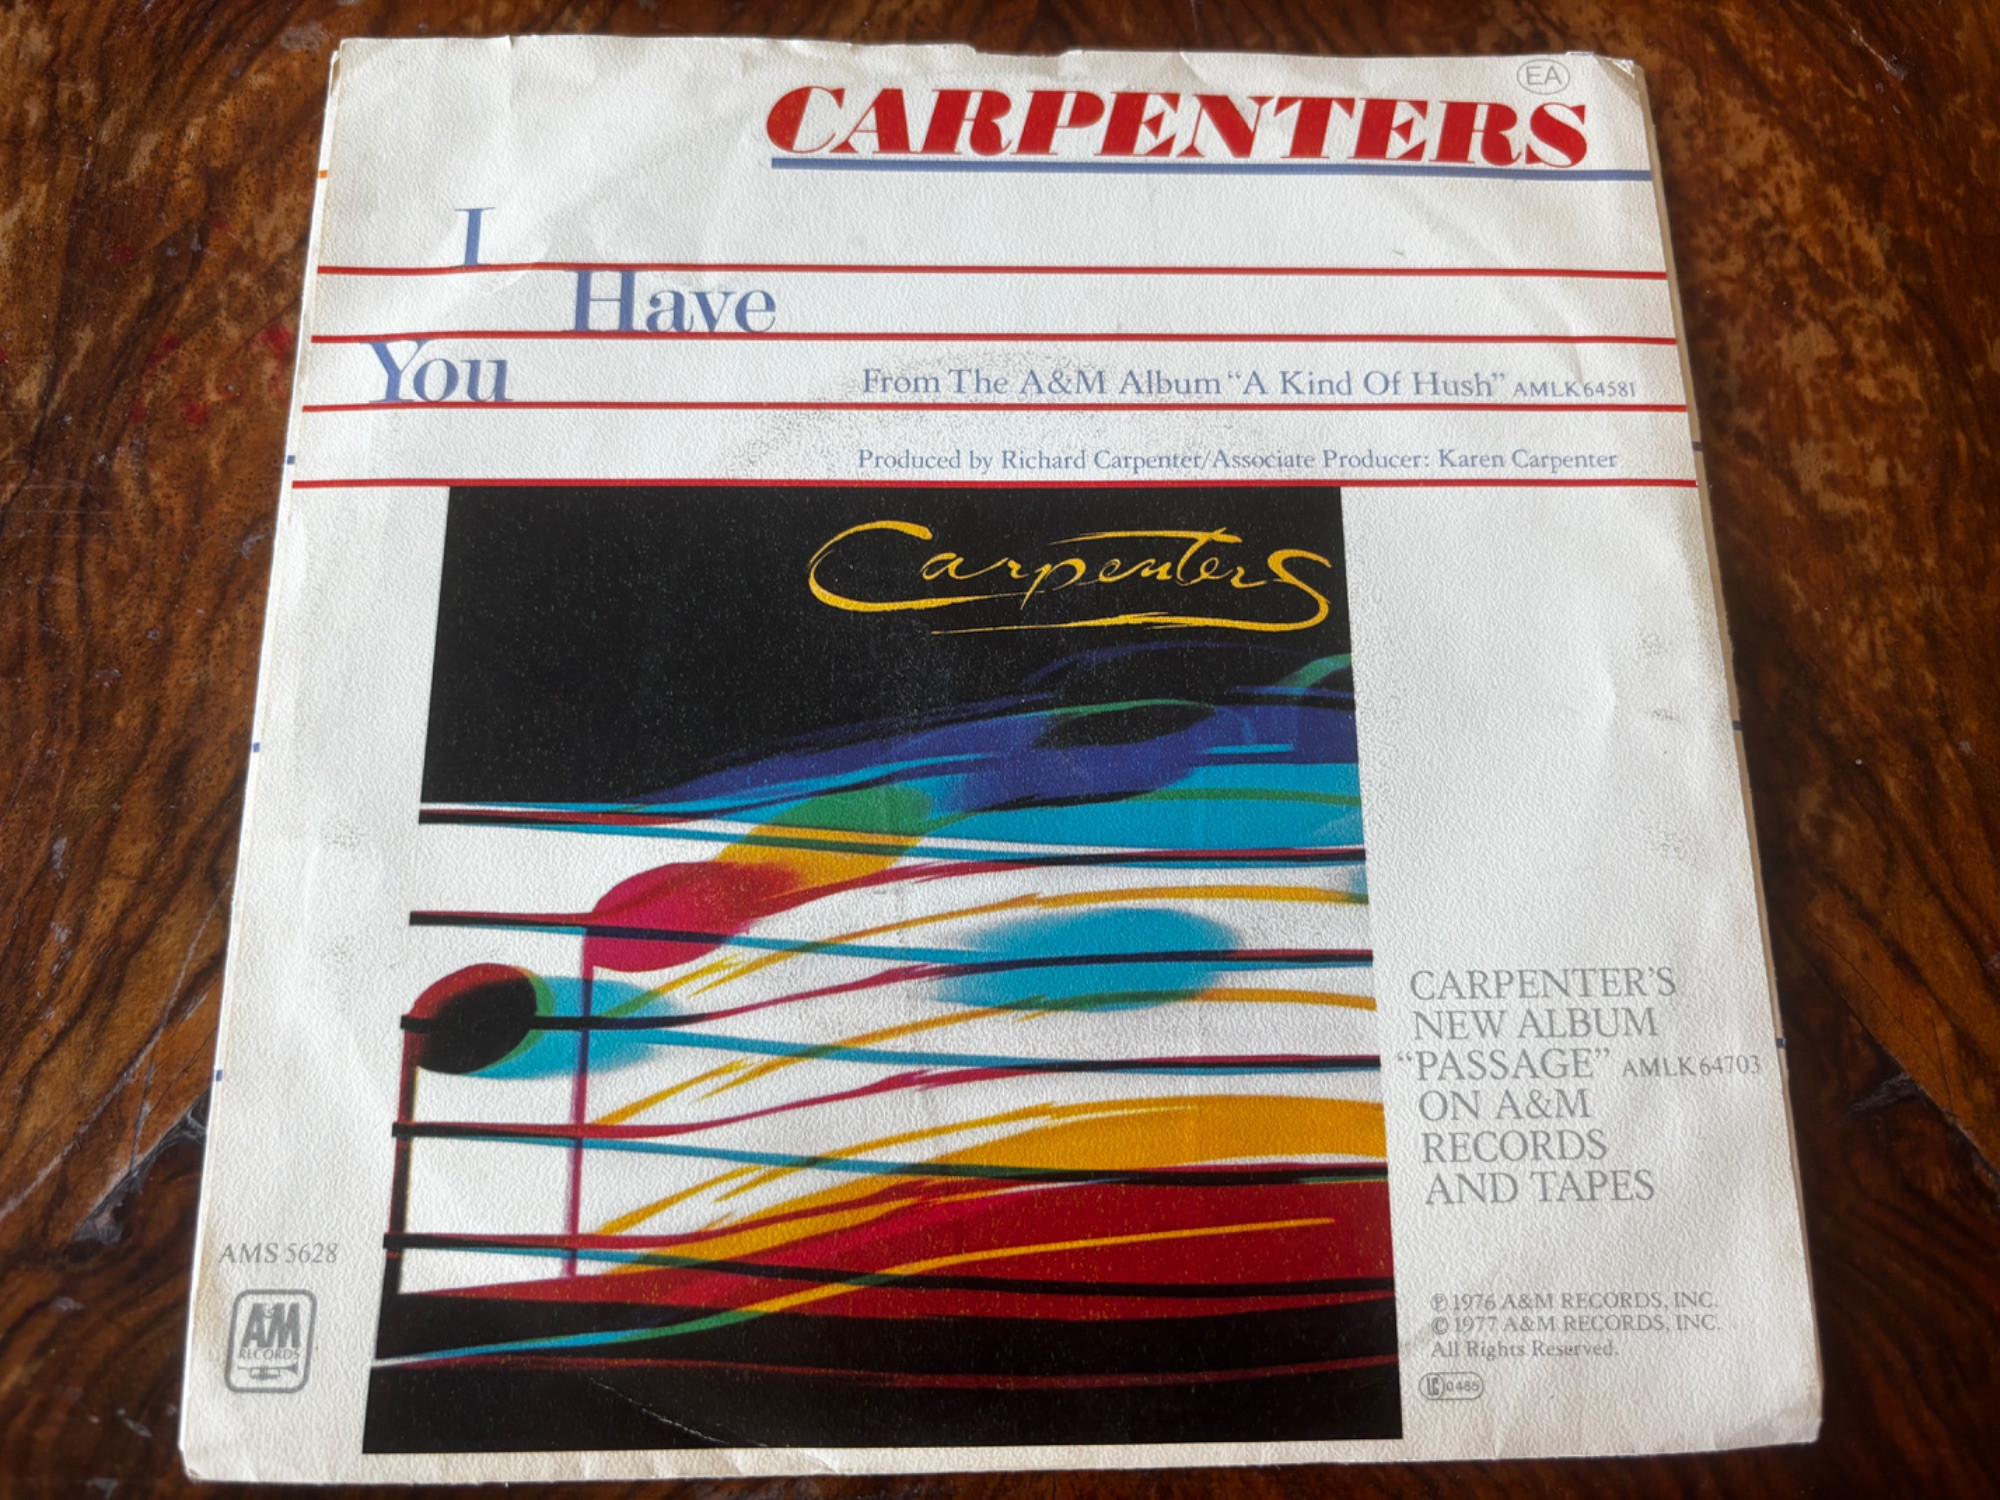 EA
CARPENTERS
I
Have
You
From The A&M Album “A Kind Of Hush” AMLK 64581
Produced by Richard Carpenter/Associate Producer: Karen Carpenter
Carpenters
CARPENTER'S
NEW ALBUM
“PASSAGE” AMLK 64703
ON A&M
RECORDS
AND TAPES
AMS 5628
A&M
RECORDS
℗ 1976 A&M RECORDS, INC.
© 1977 A&M RECORDS, INC.
All Rights Reserved.
LC 0485